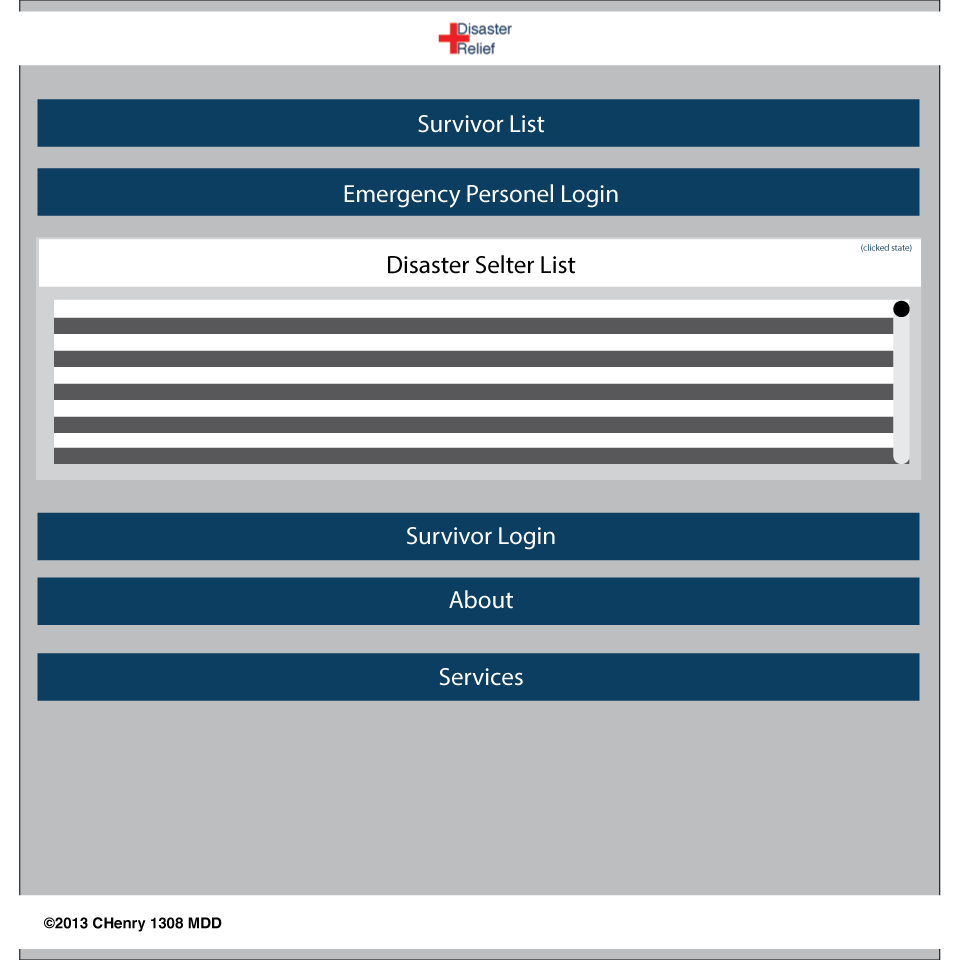 Disaster
Relief
Survivor List
Emergency Personel Login
(clicked state)
Disaster Selter List
Survivor Login
About
Services
©2013 CHenry 1308 MDD